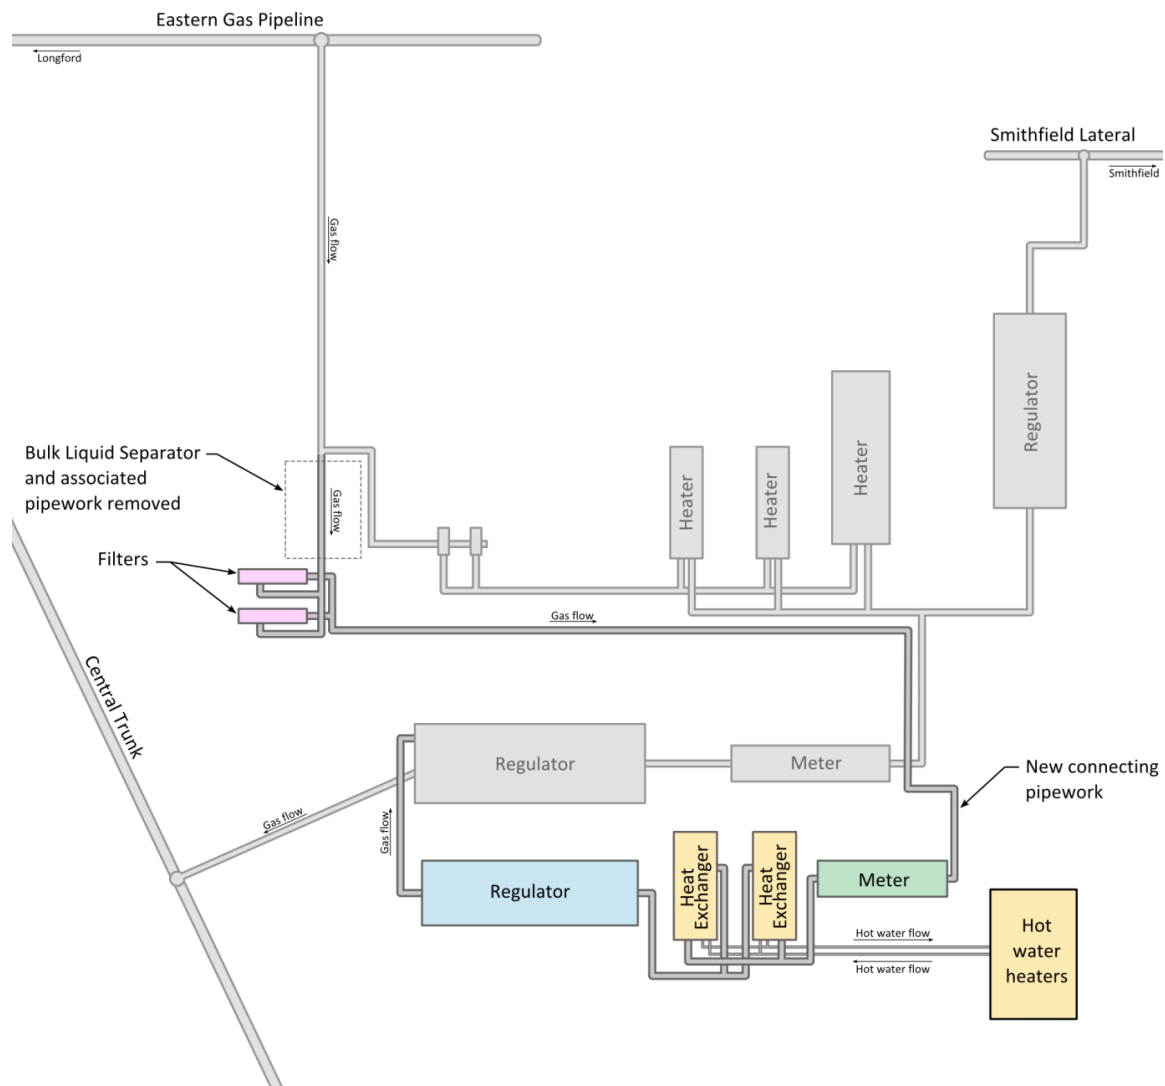 Eastern Gas Pipeline
Longford
Smithfield Lateral
Smithfield
Gas flow
Regulator
Heater
Heater
Heater
Bulk Liquid Separator
and associated
pipework removed
Gas flow
Filters
Gas flow
Central Trunk
Regulator
Meter
New connecting
pipework
Gas flow
Gas flow
Regulator
Heat
Exchanger
Heat
Exchanger
Meter
Hot water flow
Hot water flow
Hot
water
heaters